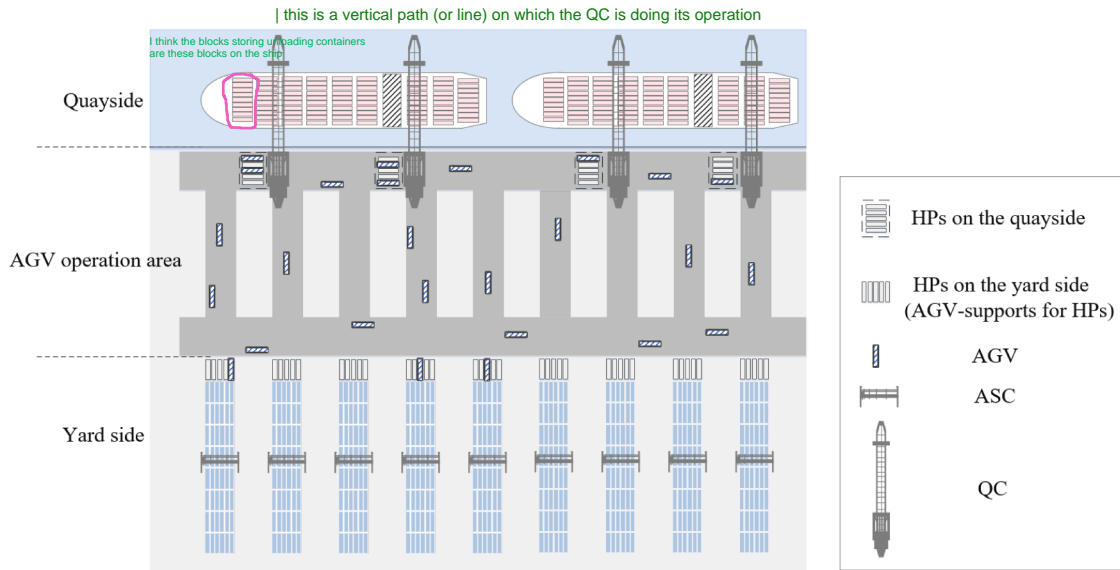 | this is a vertical path (or line) on which the QC is doing its operation
I think the blocks storing unloading containers
are these blocks on the ship
Quayside
AGV operation area
Yard side
HPs on the quayside
HPs on the yard side
(AGV-supports for HPs)
AGV
ASC
QC